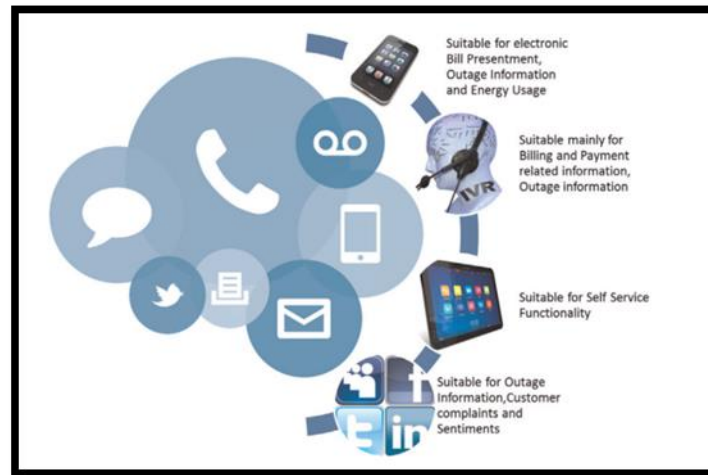 Suitable for electronic
Bill Presentment,
Outage Information
and Energy Usage
Suitable mainly for
Billing and Payment
related information,
Outage information
IVR
Suitable for Self Service
Functionality
f
in
Suitable for Outage
Information,Customer
complaints and
Sentiments